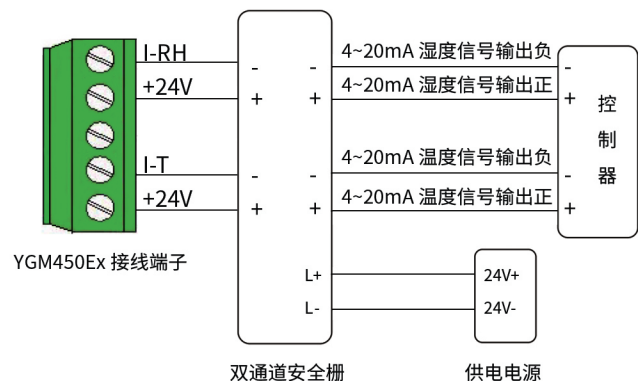 I-RH
+24V
I-T
+24V
YGM450Ex 接线端子
- -
+ +
- -
+ +
L+
L-
双通道安全栅
4~20mA 湿度信号输出负
4~20mA 湿度信号输出正
4~20mA 温度信号输出负
4~20mA 温度信号输出正
-
+
-
+
控制器
24V+
24V-
供电电源